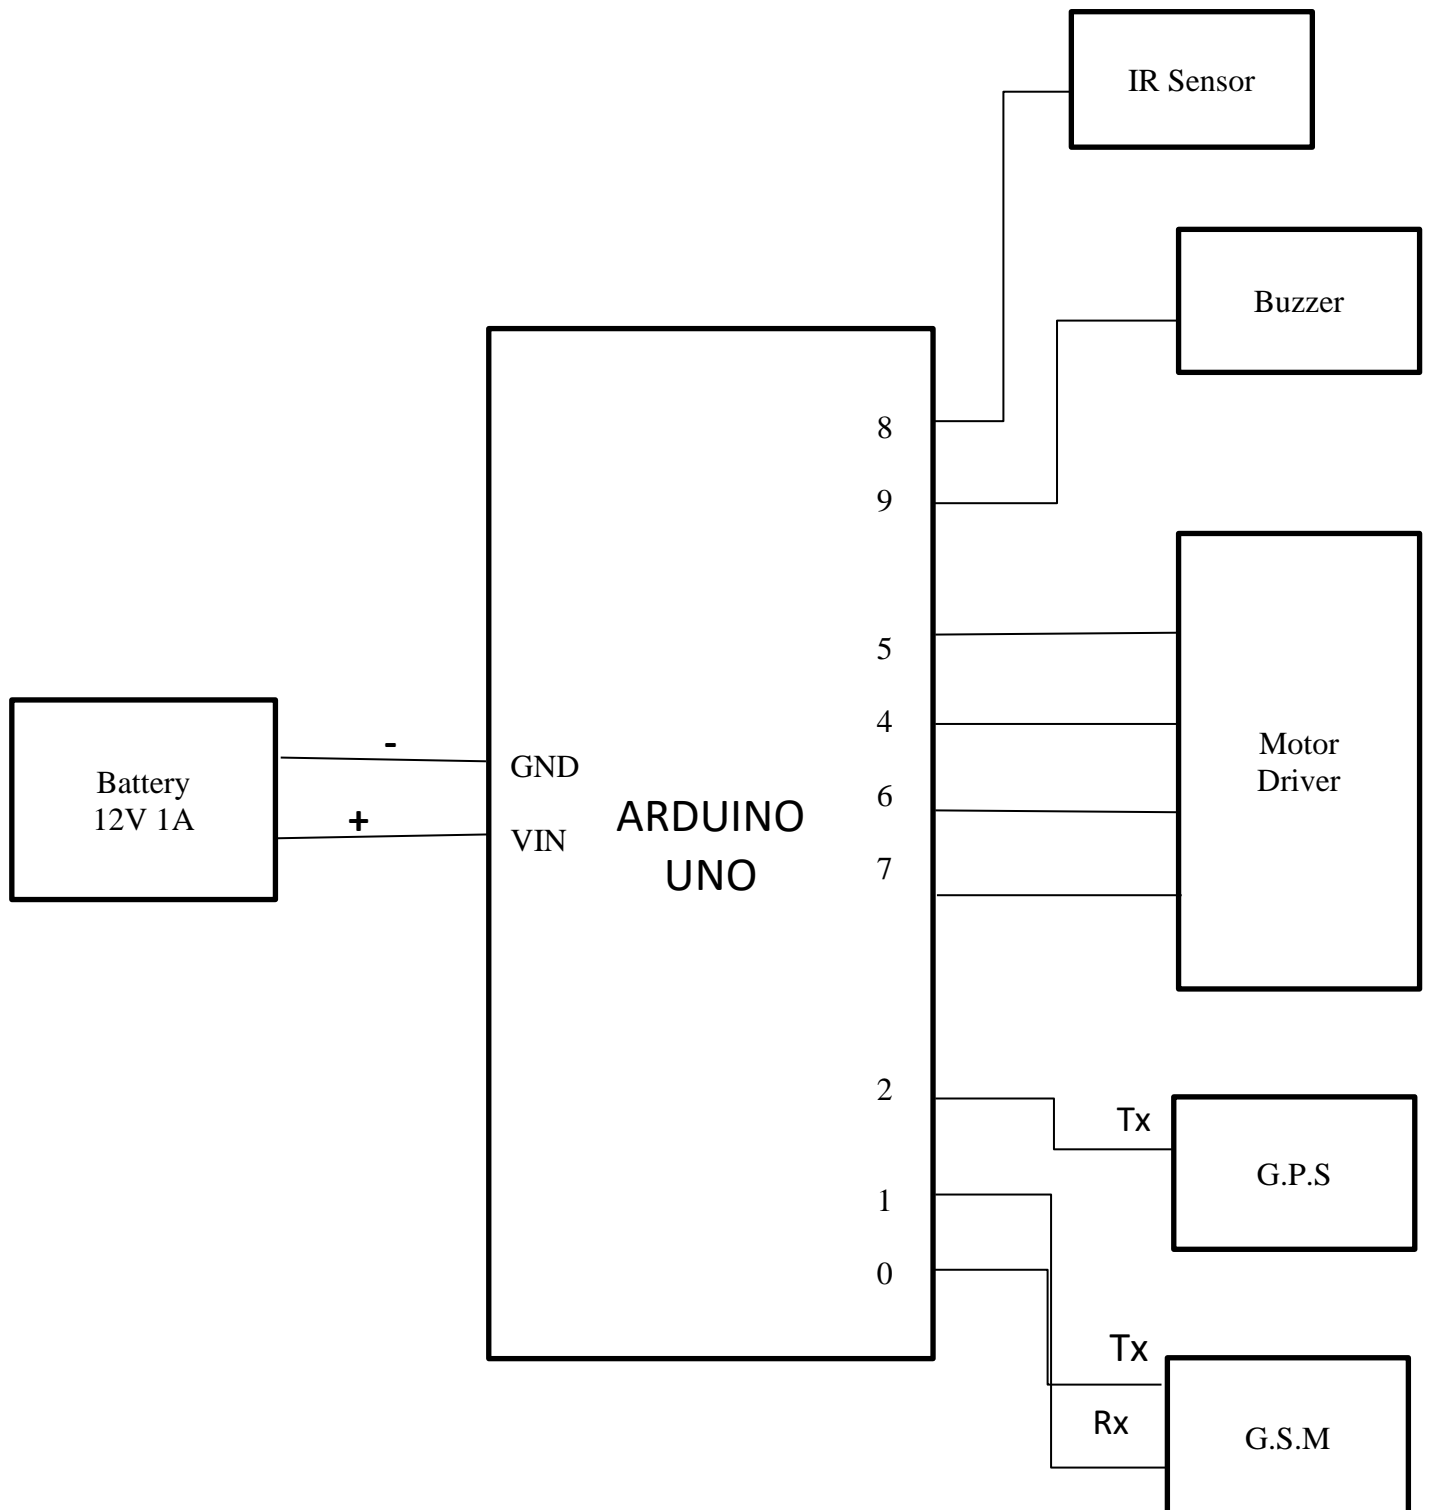 IR Sensor
Buzzer
8
9
5
4
6
7
2
1
0
-
+
GND
VIN
ARDUINO
UNO
Battery
12V 1A
Motor
Driver
Tx
G.P.S
Tx
Rx
G.S.M